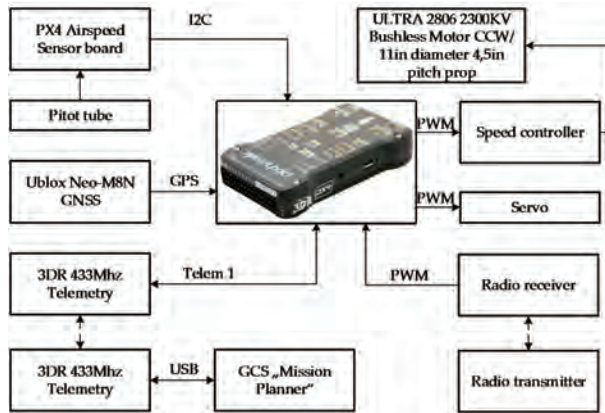 PX4 Airspeed
Sensor board
I2C
ULTRA 2806 2300KV
Bushless Motor CCW/
11in diameter 4,5in
pitch prop
Pitot tube
PWM
Speed controller
Ublox Neo-M8N
GNSS
GPS
3DR
PWM
Servo
3DR 433Mhz
Telemetry
Telem 1
PWM
Radio receiver
3DR 433Mhz
Telemetry
USB
GCS „Mission
Planner"
Radio transmitter